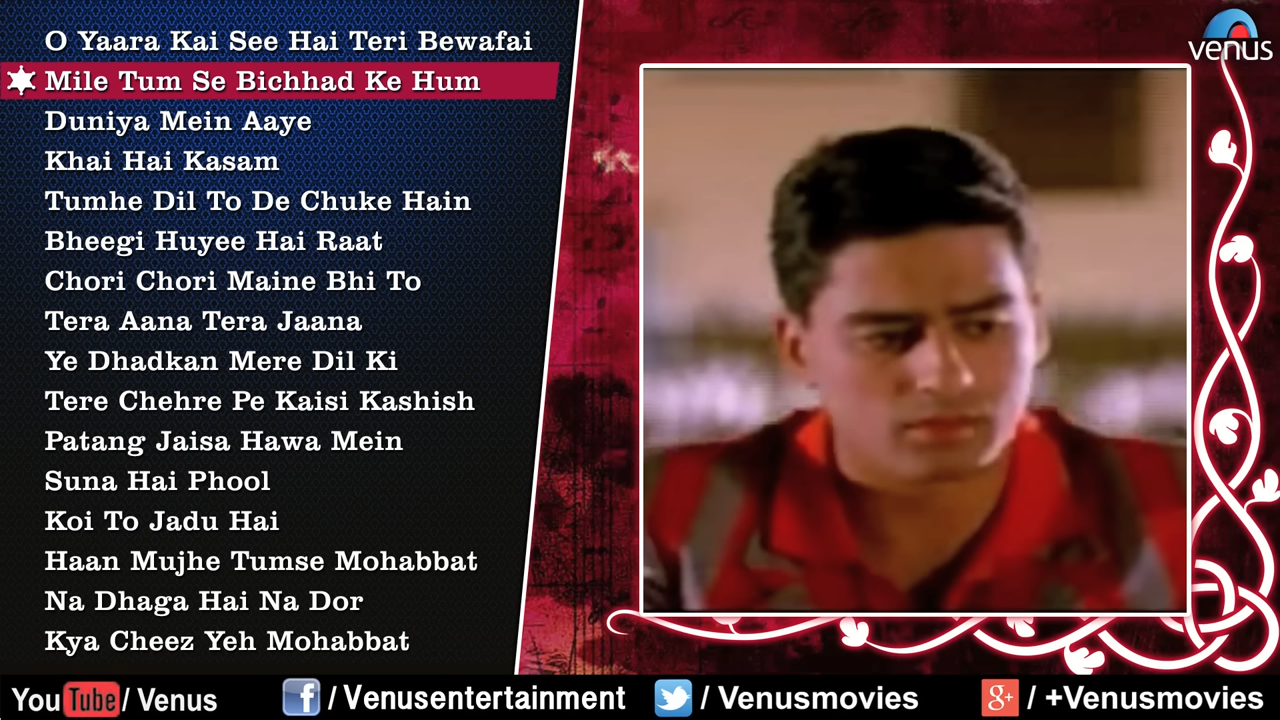 O Yaara Kai See Hai Teri Bewafai
Mile Tum Se Bichhad Ke Hum
Duniya Mein Aaye
Khai Hai Kasam
Tumhe Dil To De Chuke Hain
Bheegi Huyee Hai Raat
Chori Chori Maine Bhi To
Tera Aana Tera Jaana
Ye Dhadkan Mere Dil Ki
Tere Chehre Pe Kaisi Kashish
Patang Jaisa Hawa Mein
Suna Hai Phool
Koi To Jadu Hai
Haan Mujhe Tumse Mohabbat
Na Dhaga Hai Na Dor
Kya Cheez Yeh Mohabbat
venus
YouTube / Venus f / Venusentertainment / Venusmovies g+ / +Venusmovies